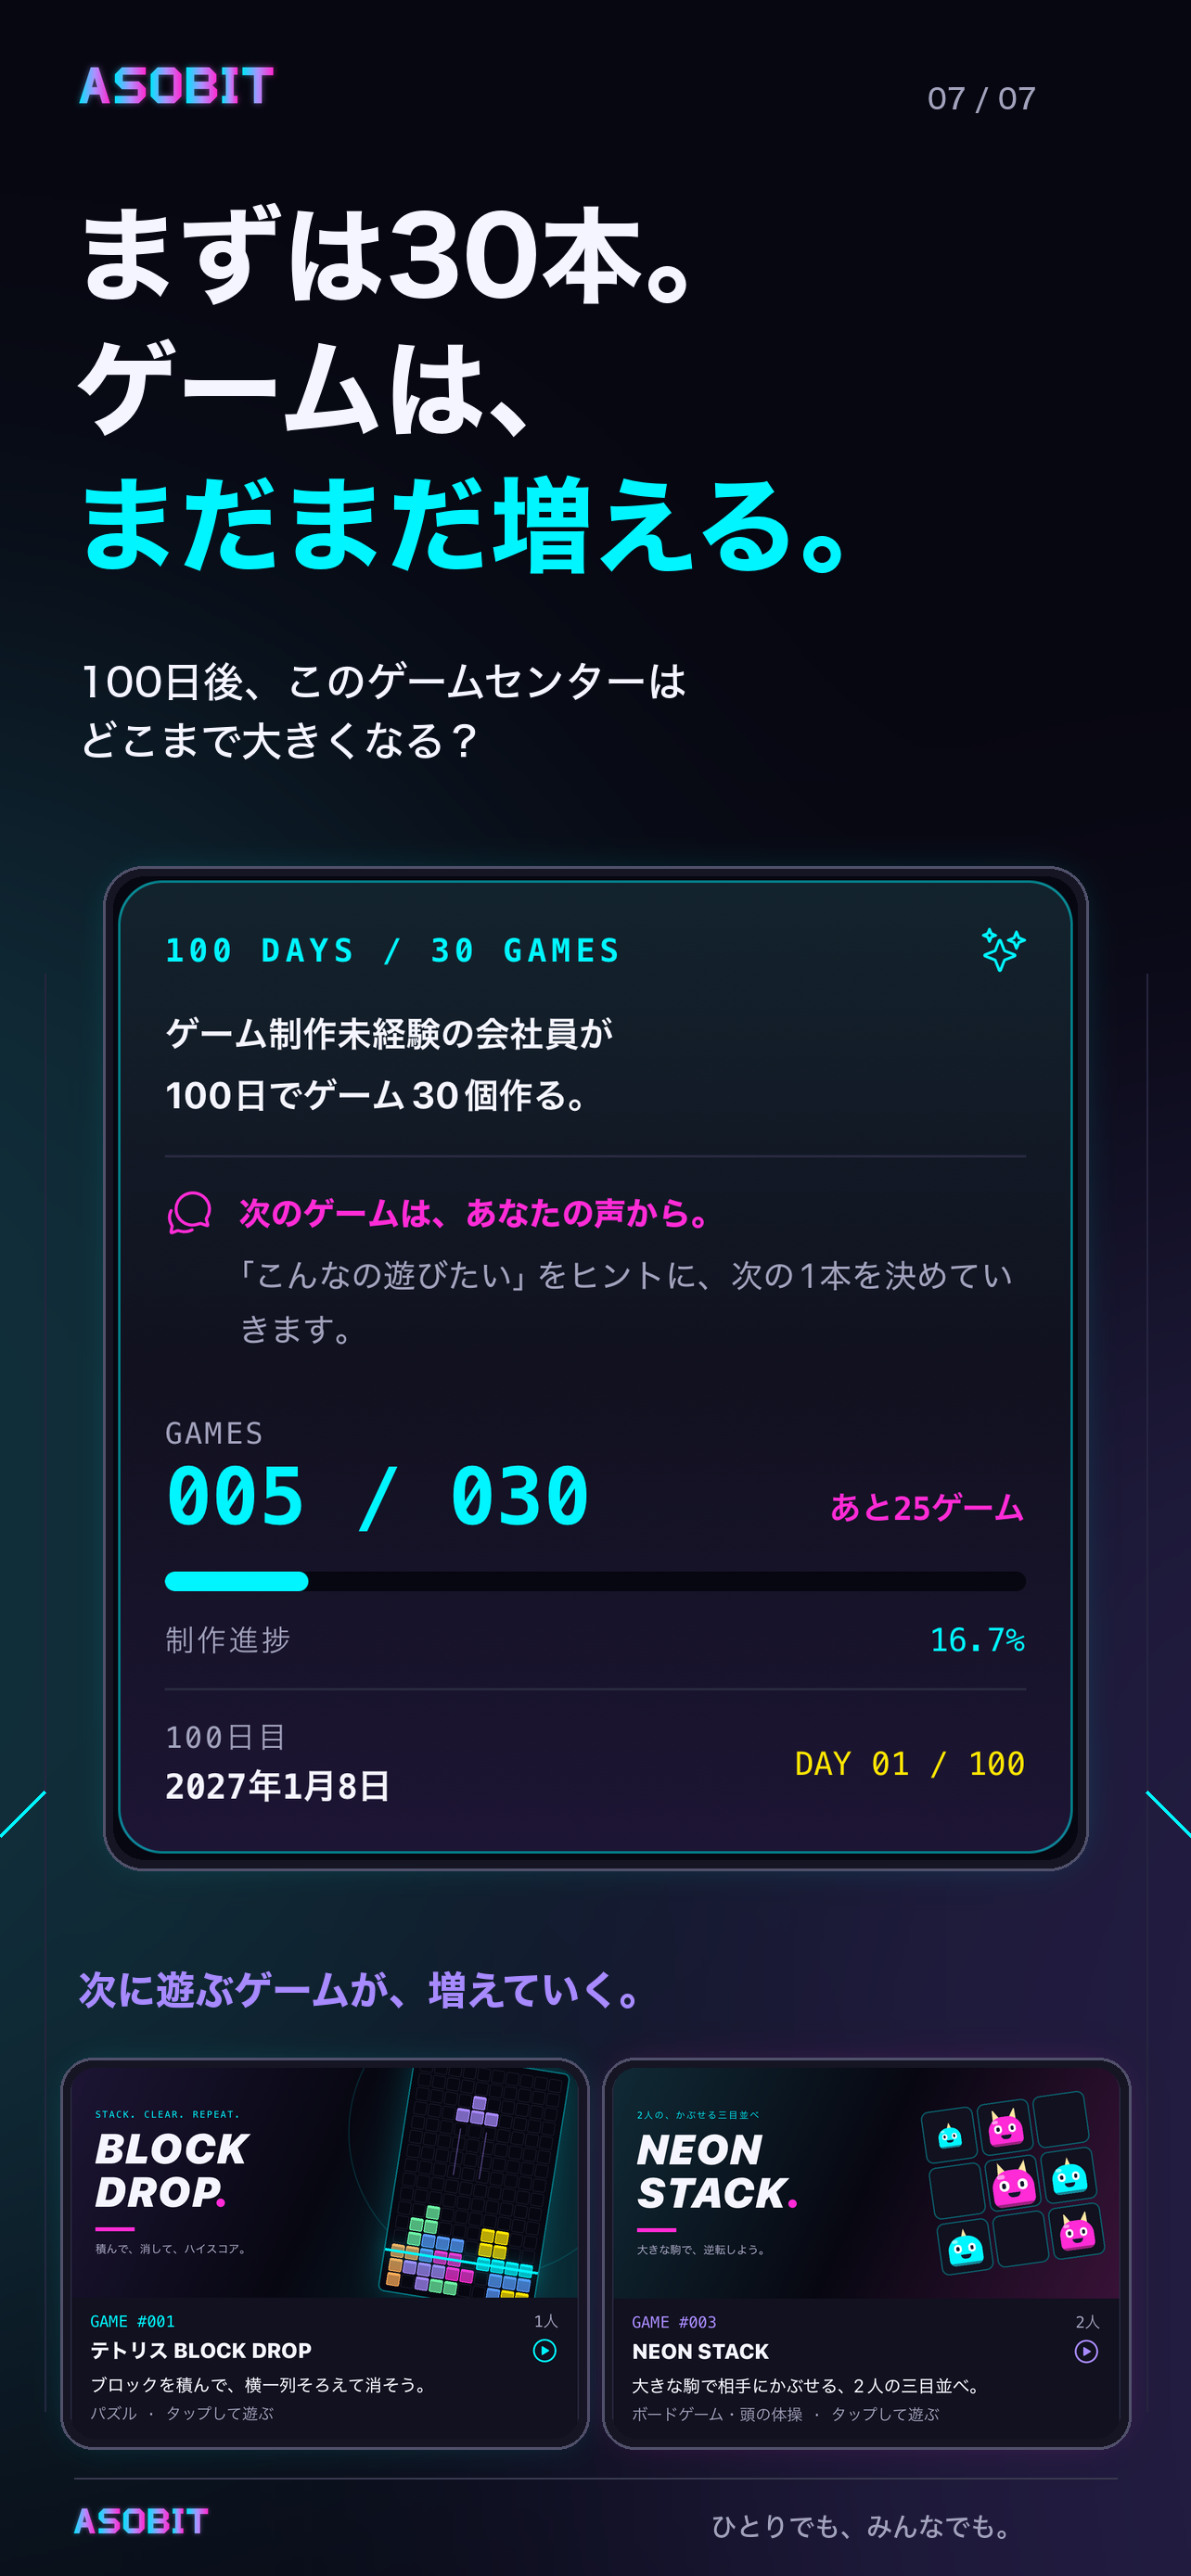 ASOBIT
07 / 07
まずは30本。
ゲームは、
まだまだ増える。
100日後、このゲームセンターは
どこまで大きくなる？
100 DAYS / 30 GAMES
ゲーム制作未経験の会社員が
100日でゲーム30個作る。
次のゲームは、あなたの声から。
「こんなの遊びたい」をヒントに、次の1本を決めてい
きます。
GAMES
005 / 030
あと25ゲーム
制作進捗
16.7%
100日目
2027年1月8日
DAY 01 / 100
次に遊ぶゲームが、増えていく。
STACK. CLEAR. REPEAT.
BLOCK
DROP.
積んで、消して、ハイスコア。
GAME #001
1人
テトリス BLOCK DROP
ブロックを積んで、横一列そろえて消そう。
パズル ・ タップして遊ぶ
2人の、かぶせる三目並べ
NEON
STACK.
大きな駒で、逆転しよう。
GAME #003
2人
NEON STACK
大きな駒で相手にかぶせる、2人の三目並べ。
ボードゲーム・頭の体操 ・ タップして遊ぶ
ASOBIT
ひとりでも、みんなでも。